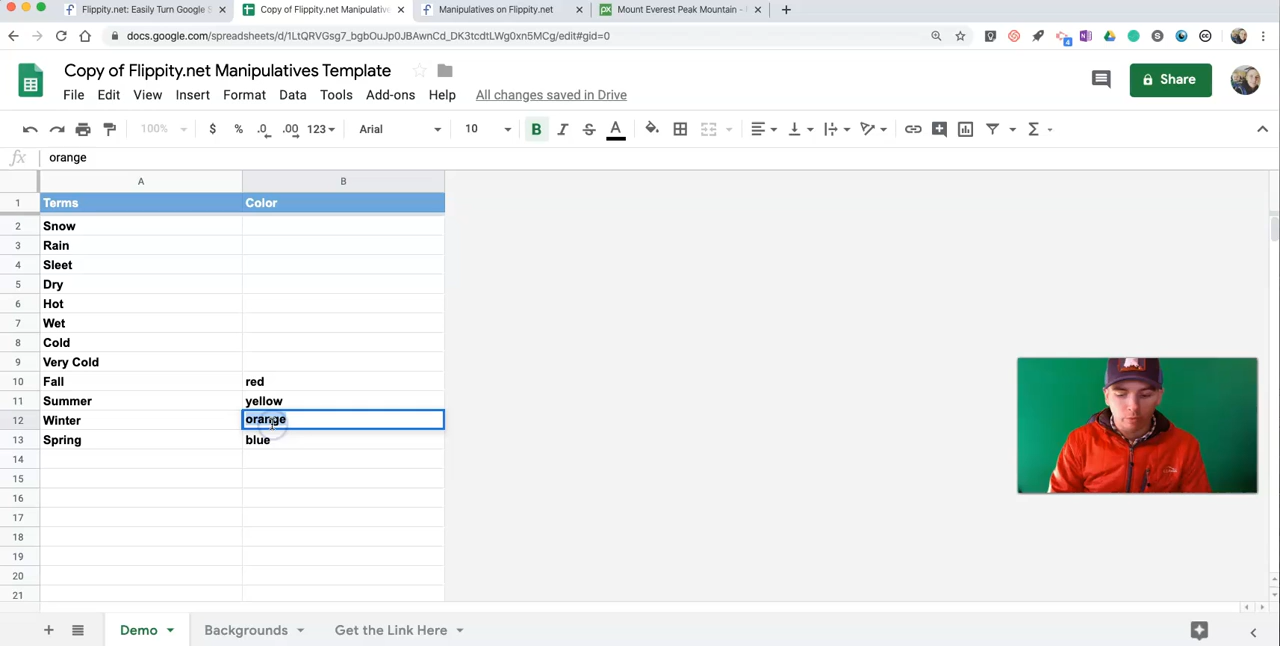 Flippity.net: Easily Turn Google S
Copy of Flippity.net Manipulative
Manipulatives on Flippity.net
Mount Everest Peak Mountain -
docs.google.com/spreadsheets/d/1LtQRVGsg7_bgbOuJp0JBAwnCd_DK3tcdtLWg0xn5MCg/edit#gid=0
Copy of Flippity.net Manipulatives Template
Share
File Edit View Insert Format Data Tools Add-ons Help All changes saved in Drive
100% $ % .0 .00 123 Arial 10 B I S A
fx orange
A B
1 Terms Color
2 Snow
3 Rain
4 Sleet
5 Dry
6 Hot
7 Wet
8 Cold
9 Very Cold
10 Fall red
11 Summer yellow
12 Winter orange
13 Spring blue
14
15
16
17
18
19
20
21
Demo Backgrounds Get the Link Here